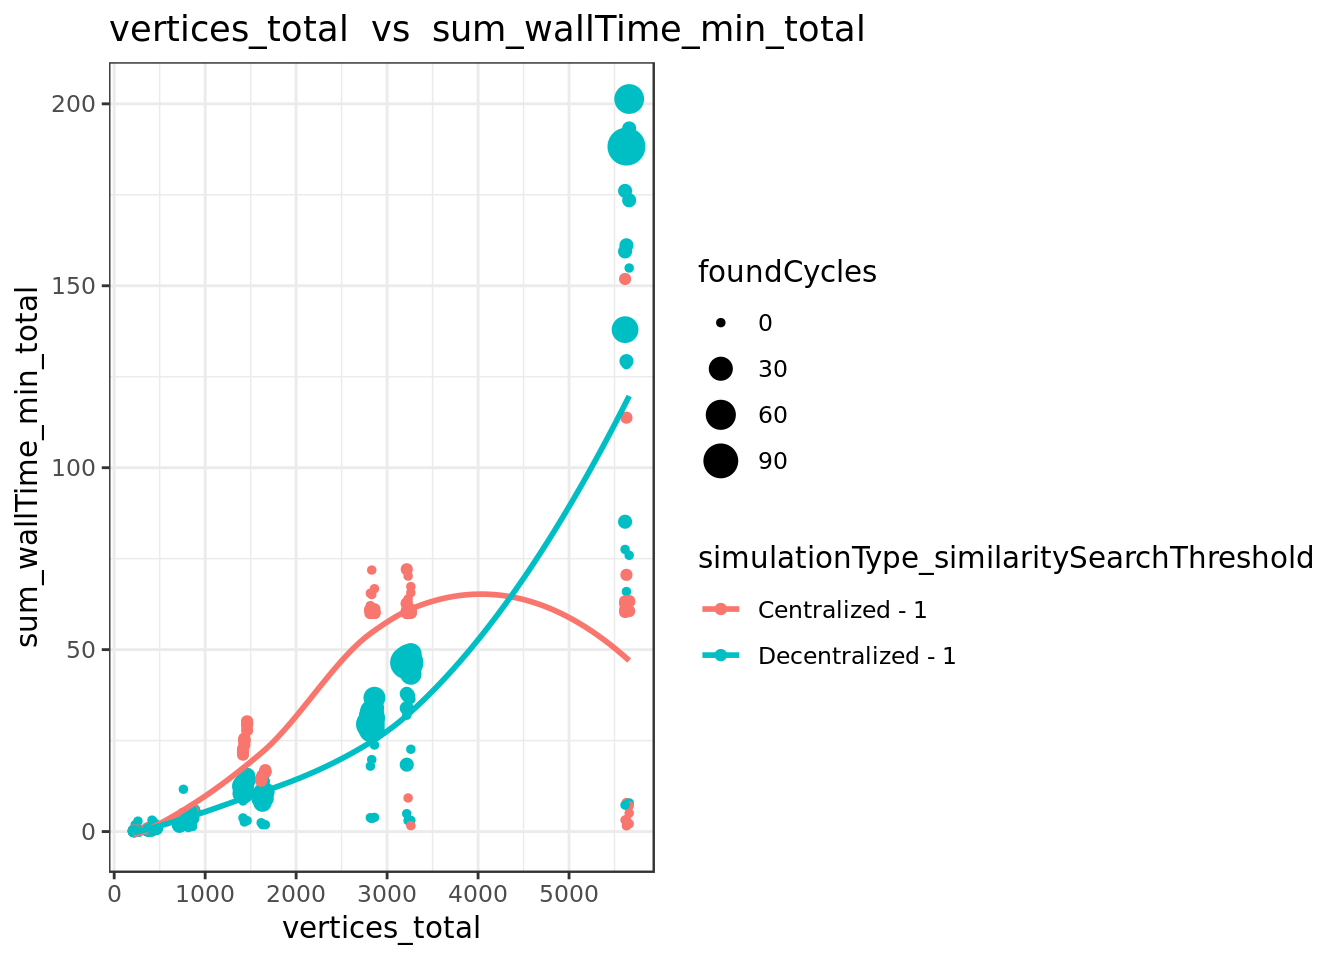 vertices_total  vs  sum_wallTime_min_total
sum_wallTime_min_total
200
150
100
50
0
0
1000
2000
3000
4000
5000
vertices_total
foundCycles
0
30
60
90
simulationType_similaritySearchThreshold
Centralized - 1
Decentralized - 1